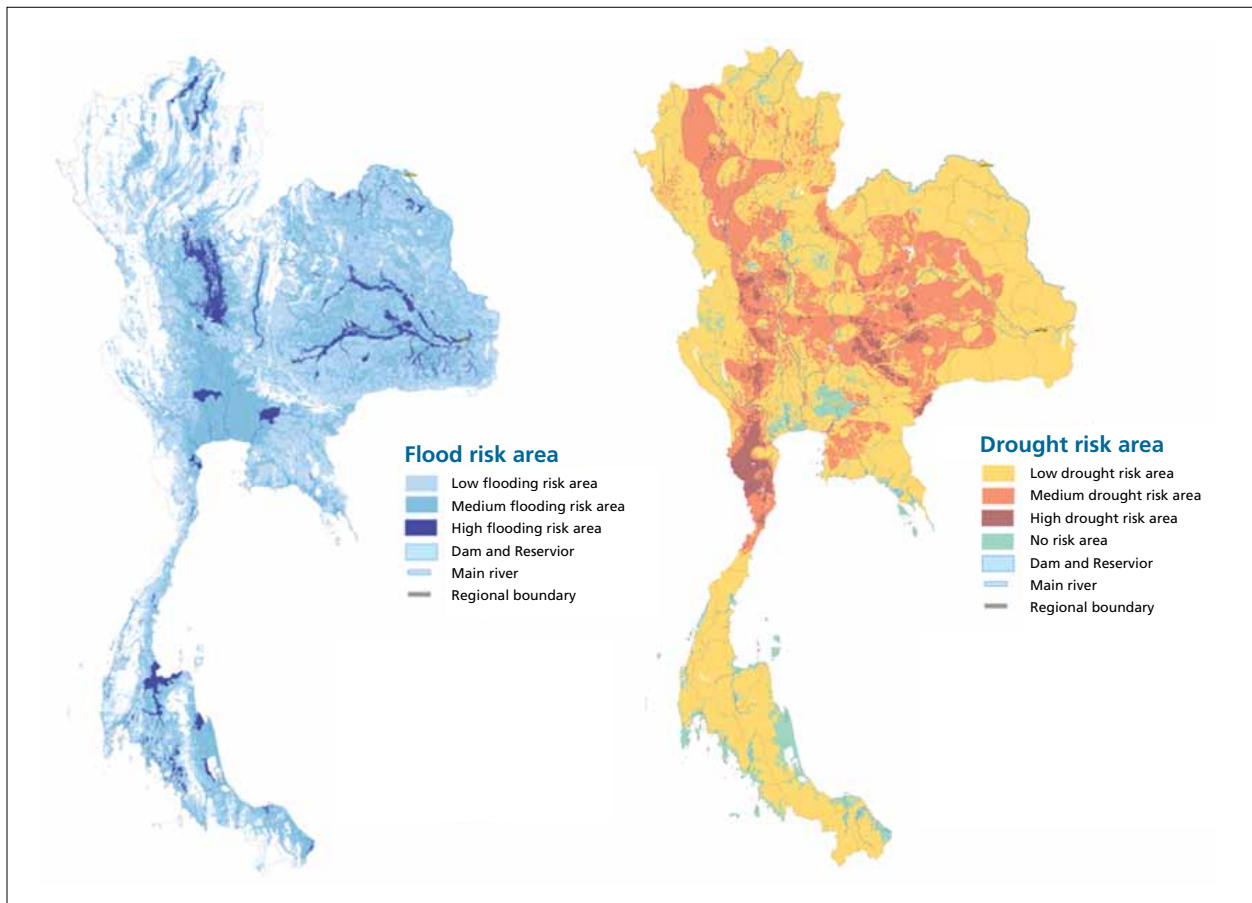 Flood risk area
Low flooding risk area
Medium flooding risk area
High flooding risk area
Dam and Reservior
Main river
Regional boundary
Drought risk area
Low drought risk area
Medium drought risk area
High drought risk area
No risk area
Dam and Reservior
Main river
Regional boundary